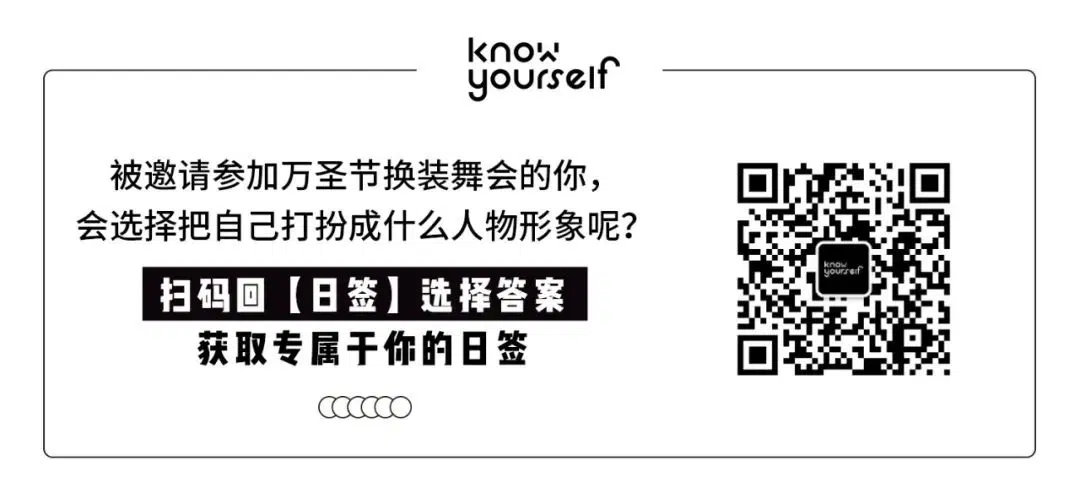 know
yourself
被邀请参加万圣节换装舞会的你，
会选择把自己打扮成什么人物形象呢？
扫码回【日签】选择答案
获取专属于你的日签
know
yourself